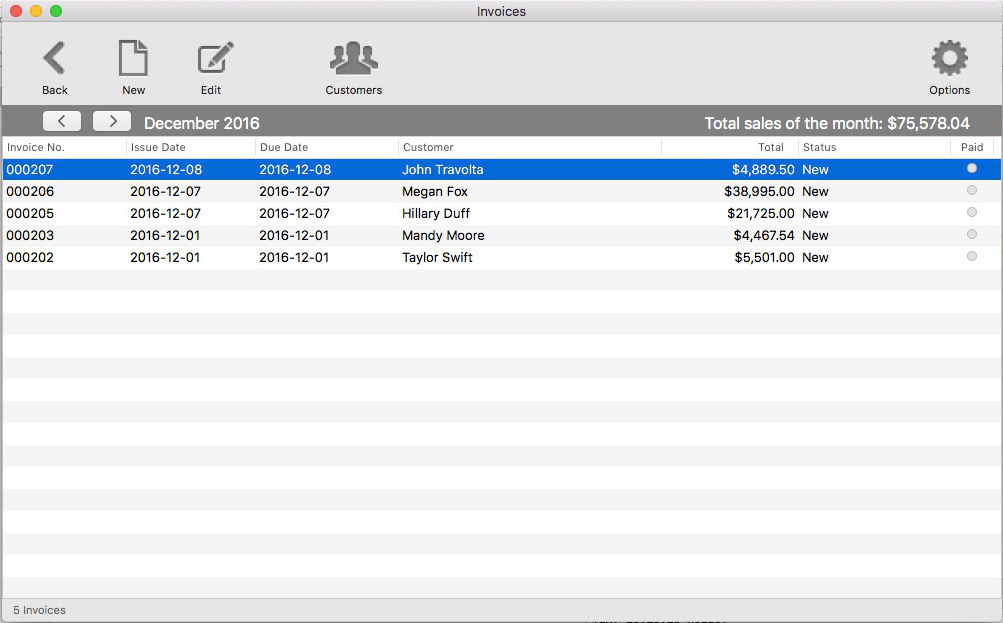 Invoices
Back New Edit Customers Options
December 2016 Total sales of the month: $75,578.04
Invoice No. Issue Date Due Date Customer Total Status Paid
000207 2016-12-08 2016-12-08 John Travolta $4,889.50 New
000206 2016-12-07 2016-12-07 Megan Fox $38,995.00 New
000205 2016-12-07 2016-12-07 Hillary Duff $21,725.00 New
000203 2016-12-01 2016-12-01 Mandy Moore $4,467.54 New
000202 2016-12-01 2016-12-01 Taylor Swift $5,501.00 New
5 Invoices